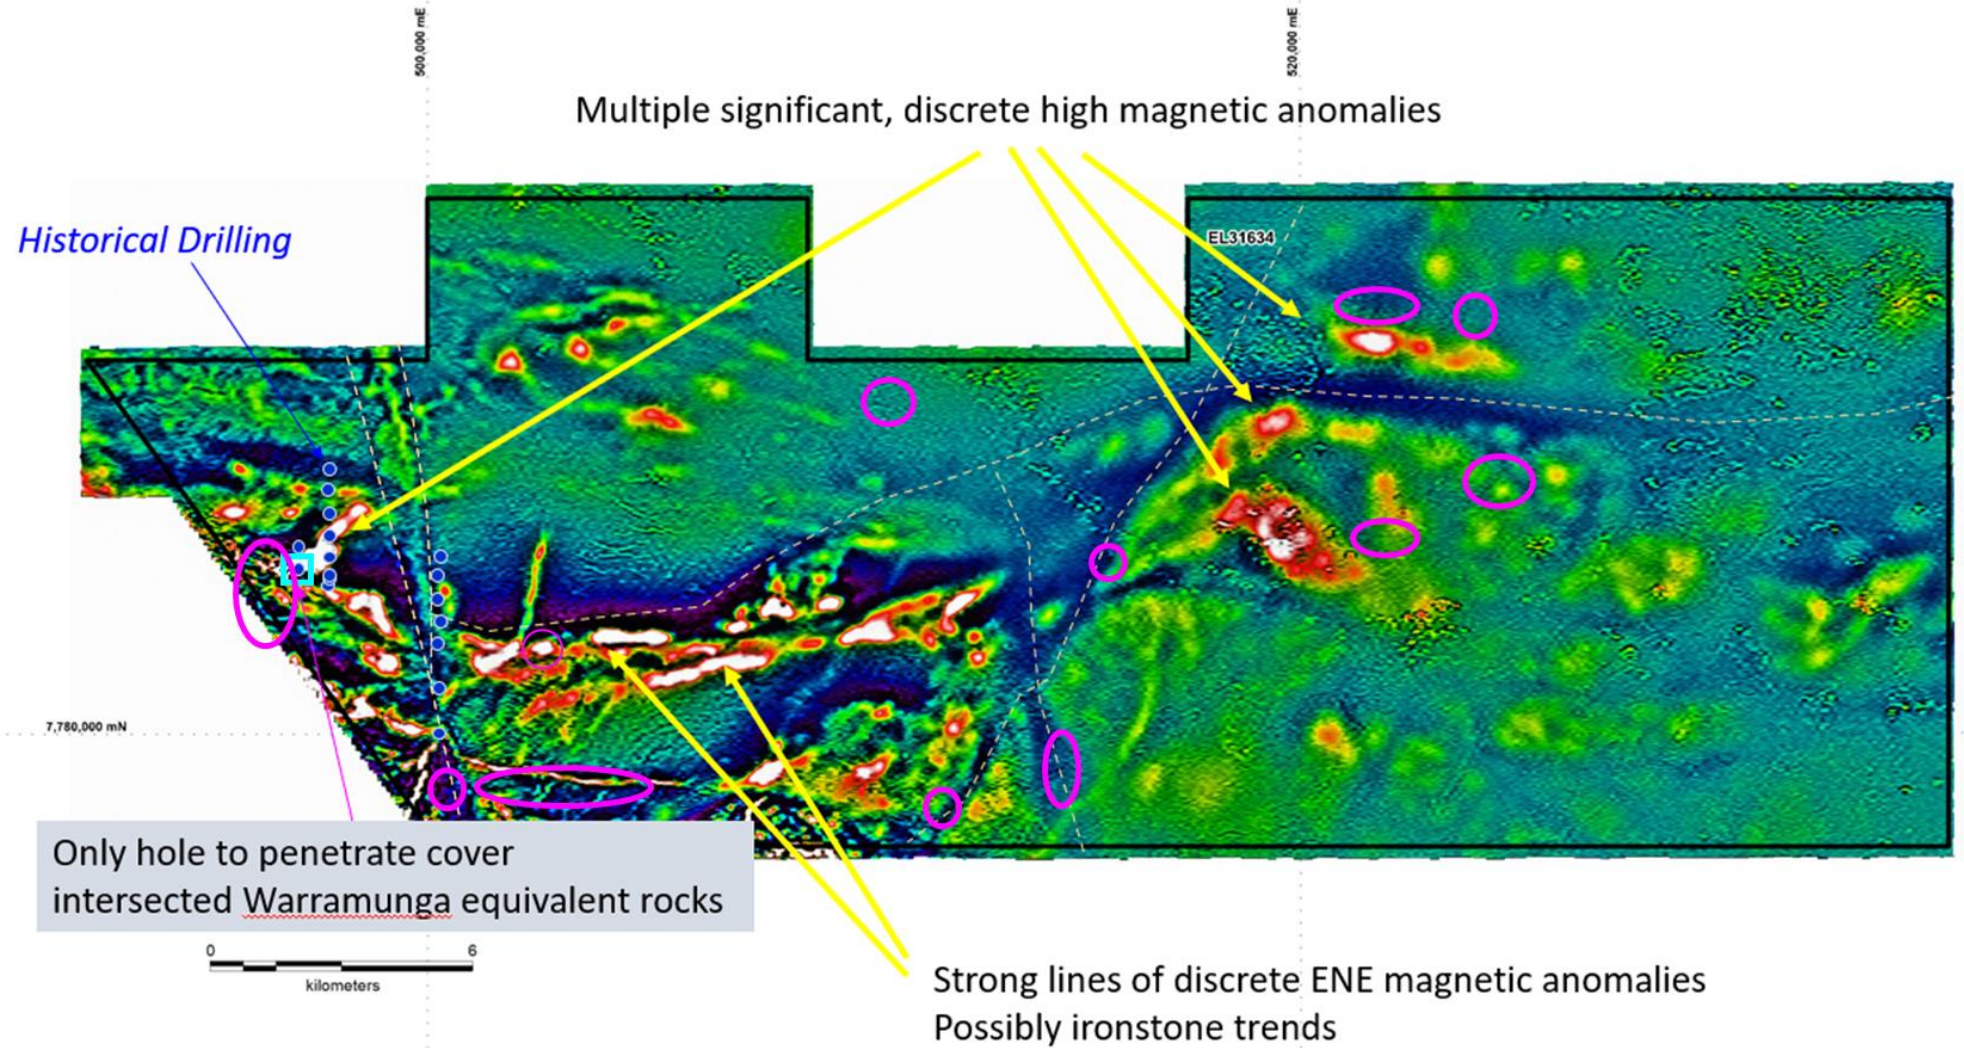 500,000 mE
520,000 mE
Multiple significant, discrete high magnetic anomalies
Historical Drilling
EL31634
7,780,000 mN
Only hole to penetrate cover
intersected Warramunga equivalent rocks
0 6
kilometers
Strong lines of discrete ENE magnetic anomalies
Possibly ironstone trends